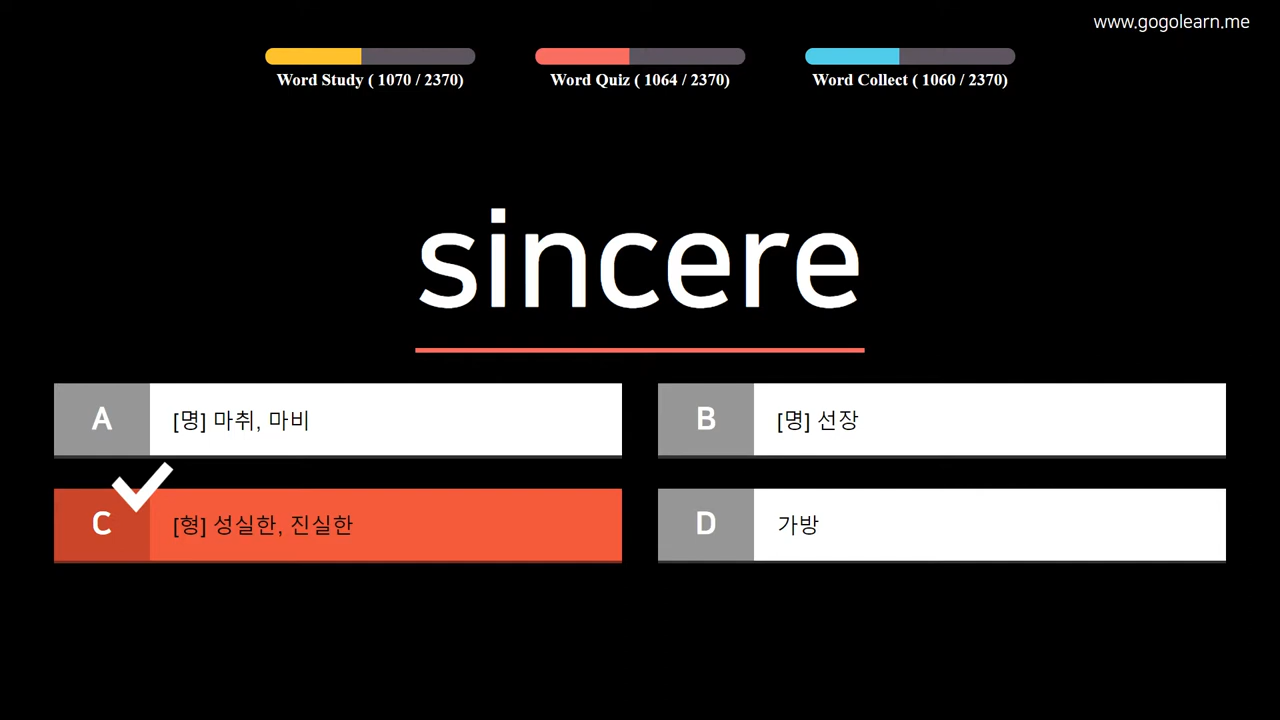 www.gogolearn.me
Word Study ( 1070 / 2370)
Word Quiz ( 1064 / 2370)
Word Collect ( 1060 / 2370)
sincere
A [명] 마취, 마비
B [명] 선장
C [형] 성실한, 진실한
D 가방